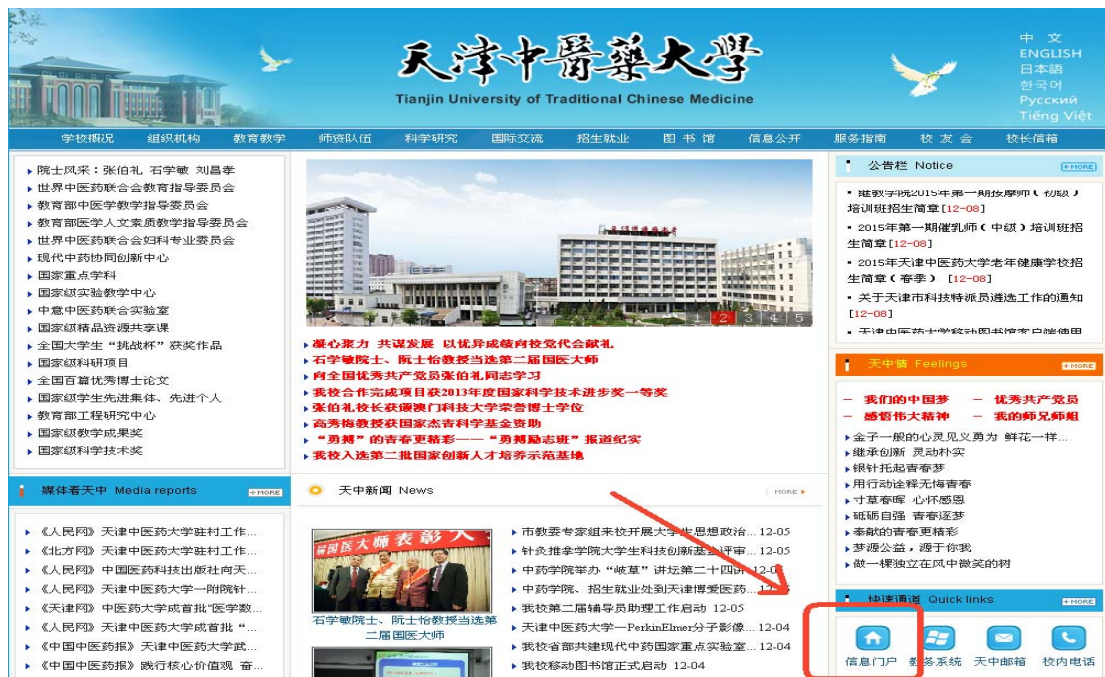 天津中醫藥大學
Tianjin University of Traditional Chinese Medicine
中 文
ENGLISH
日本語
한국어
Русский
Tiếng Việt
学校概况 组织机构 教育教学 师资队伍 科学研究 国际交流 招生就业 图书馆 信息公开 服务指南 校友会 校长信箱
院士风采：张伯礼 石学敏 刘昌孝
世界中医药联合会教育指导委员会
教育部中医学教学指导委员会
教育部医学人文素质教学指导委员会
世界中医药联合会妇科专业委员会
现代中药协同创新中心
国家重点学科
国家级实验教学中心
中意中医药联合实验室
国家级精品资源共享课
全国大学生“挑战杯”获奖作品
国家级科研项目
全国百篇优秀博士论文
国家级学生先进集体、先进个人
教育部工程研究中心
国家级教学成果奖
国家级科学技术奖
1 2 3 4 5
凝心聚力 共谋发展 以优异成绩向校党代会献礼
石学敏院士、阮士怡教授当选第二届国医大师
向全国优秀共产党员张伯礼同志学习
我校合作完成项目获2013年度国家科学技术进步奖一等奖
张伯礼校长获颁澳门科技大学荣誉博士学位
高秀梅教授获国家杰青科学基金资助
“勇搏”的青春更精彩——“勇搏励志班”报道纪实
我校入选第二批国家创新人才培养示范基地
公告栏 Notice +MORE
继教学院2015年第一期按摩师（初级）
培训班招生简章[12-08]
2015年第一期催乳师（中级）培训班招
生简章[12-08]
2015年天津中医药大学老年健康学校招
生简章（春季） [12-08]
关于天津市科技特派员遴选工作的通知
[12-08]
天津中医药大学移动图书馆客户端使用
天中情 Feelings +MORE
我们的中国梦 优秀共产党员
感悟伟大精神 我的师兄师姐
金子一般的心灵见义勇为 鲜花一样...
继承创新 灵动朴实
银针托起青春梦
用行动诠释无悔青春
寸草春晖 心怀感恩
砥砺自强 青春逐梦
奉献的青春更精彩
梦源公益，源于你我
做一棵独立在风中微笑的树
媒体看天中 Media reports +MORE
《人民网》天津中医药大学驻村工作...
《北方网》天津中医药大学驻村工作...
《人民网》中国医药科技出版社向天...
《人民网》天津中医药大学一附院针...
《天津网》中医药大学成首批“医学数...
《人民网》天津中医药大学成首批“...
《中国中医药报》天津中医药大学武...
《中国中医药报》践行核心价值观 奋...
天中新闻 News MORE
届国医大师表彰大
石学敏院士、阮士怡教授当选第
二届国医大师
市教委专家组来校开展大学生思想政治... 12-05
针灸推拿学院大学生科技创新基金评审... 12-05
中药学院举办“岐草”讲坛第二十四讲 12-05
中药学院、招生就业处到天津博爱医药... 12-05
我校第二届辅导员助理工作启动 12-05
天津中医药大学—PerkinElmer分子影像... 12-04
我校省部共建现代中药国家重点实验室... 12-04
我校移动图书馆正式启动 12-04
快速通道 Quick links +MORE
信息门户 教务系统 天中邮箱 校内电话